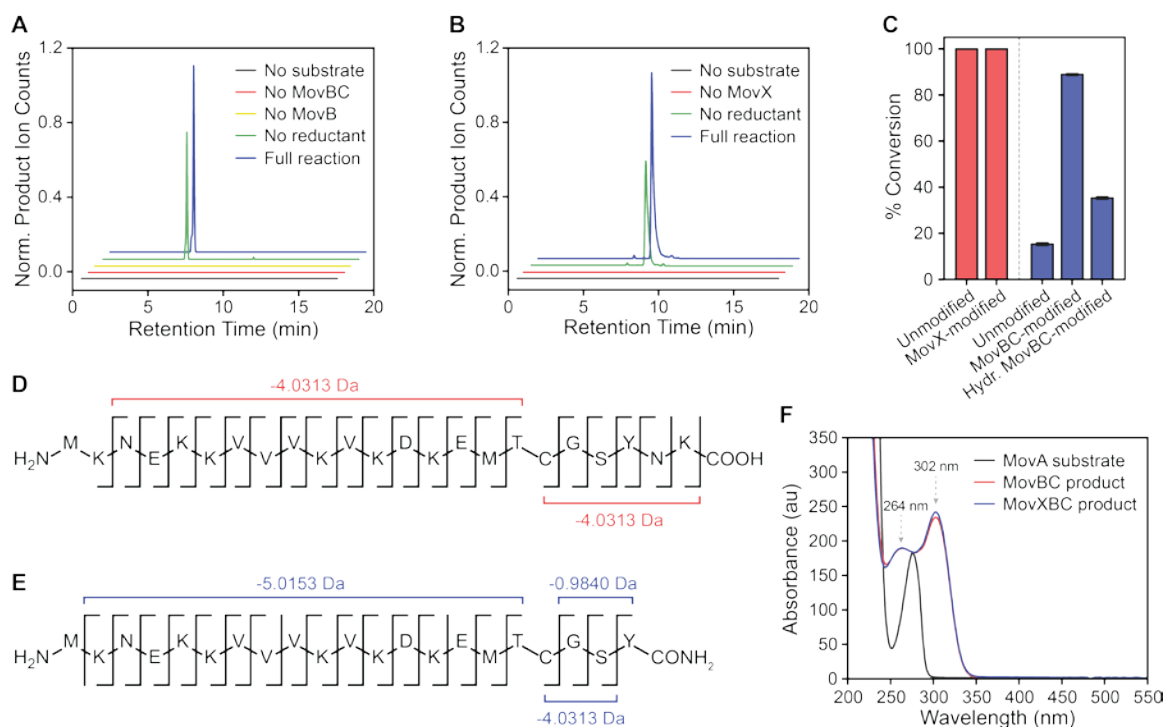 A
Norm. Product Ion Counts
1.2
0.8
0.4
0.0
No substrate
No MovBC
No MovB
No reductant
Full reaction
0 5 10 15 20
Retention Time (min)
B
Norm. Product Ion Counts
1.2
0.8
0.4
0.0
No substrate
No MovX
No reductant
Full reaction
0 5 10 15 20
Retention Time (min)
C
% Conversion
100
80
60
40
20
0
Unmodified
MovX-modified
Unmodified
MovBC-modified
Hydr. MovBC-modified
D
-4.0313 Da
H₂N M K N E K K V V V K V K D K E M T C G S Y N K COOH
-4.0313 Da
E
-5.0153 Da -0.9840 Da
H₂N M K N E K K V V V K V K D K E M T C G S Y CONH₂
-4.0313 Da
F
Absorbance (au)
350
300
250
200
150
100
50
0
MovA substrate
MovBC product
MovXBC product
302 nm
264 nm
200 250 300 350 400 450 500 550
Wavelength (nm)